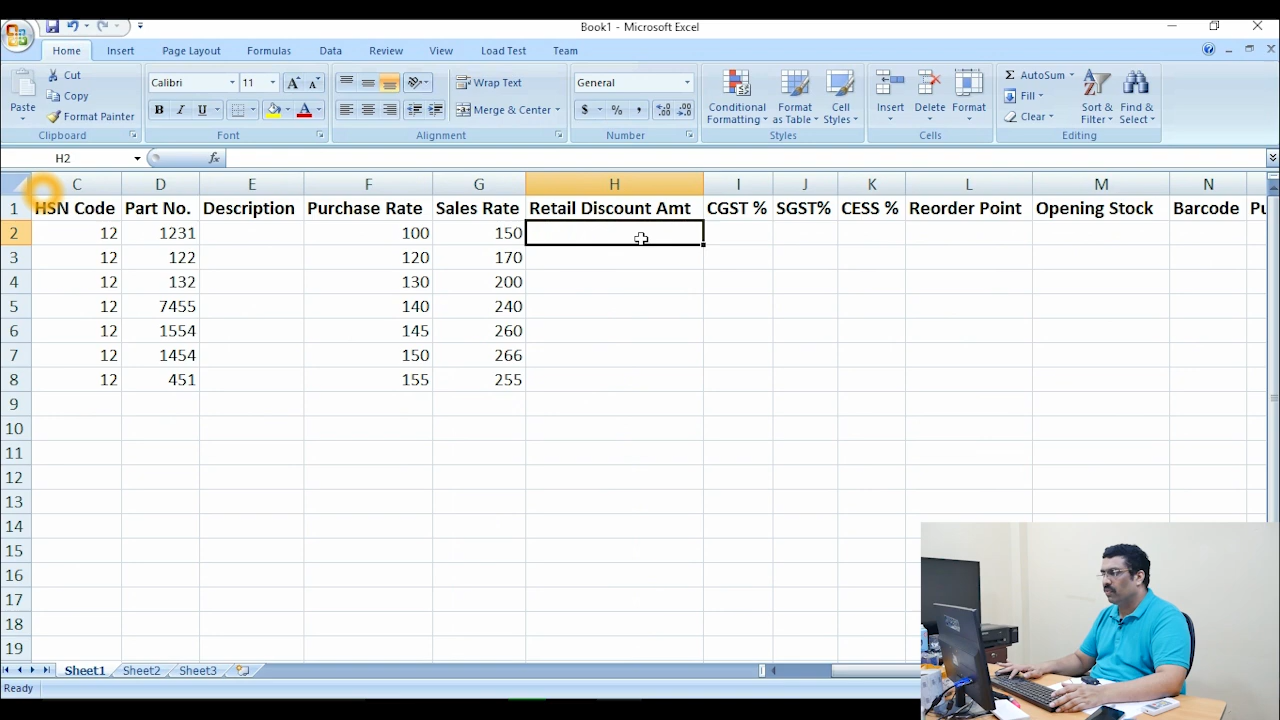 Book1 - Microsoft Excel
Home Insert Page Layout Formulas Data Review View Load Test Team
Paste
Cut
Copy
Format Painter
Clipboard
Calibri 11
B I U
Font
Wrap Text
Merge & Center
Alignment
General
$ % ,
Number
Conditional Formatting
Format as Table
Cell Styles
Styles
Insert Delete Format
Cells
Σ AutoSum
Fill
Clear
Sort & Filter
Find & Select
Editing
H2 fx
C D E F G H I J K L M N
1 HSN Code Part No. Description Purchase Rate Sales Rate Retail Discount Amt CGST % SGST% CESS % Reorder Point Opening Stock Barcode Pu
2 12 1231 100 150
3 12 122 120 170
4 12 132 130 200
5 12 7455 140 240
6 12 1554 145 260
7 12 1454 150 266
8 12 451 155 255
9
10
11
12
13
14
15
16
17
18
19
Sheet1 Sheet2 Sheet3
Ready